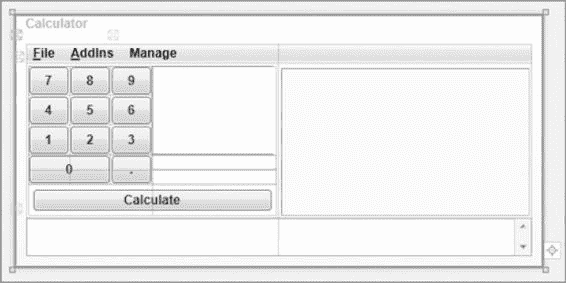 Calculator
File AddIns Manage
7 8 9
4 5 6
1 2 3
0 .
Calculate